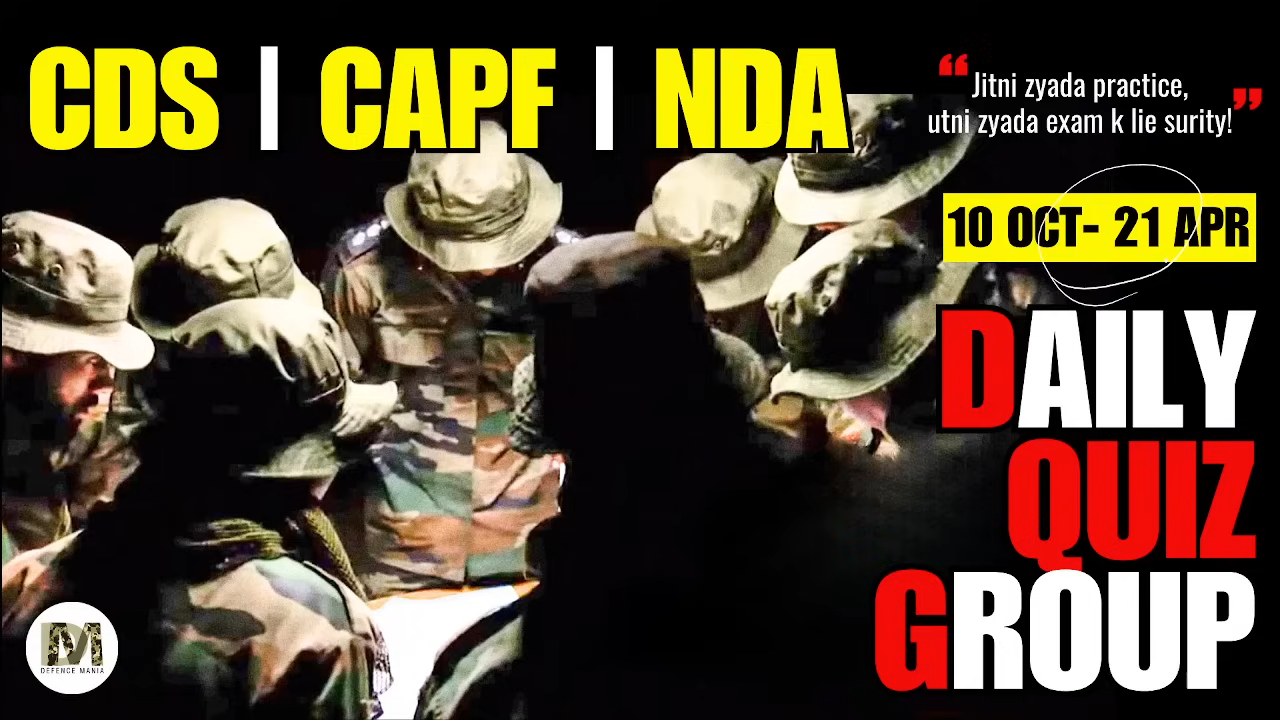 CDS | CAPF | NDA
“Jitni zyada practice,
utni zyada exam k lie surity!”
10 OCT- 21 APR
DAILY
QUIZ
GROUP
DM
DEFENCE MANIA